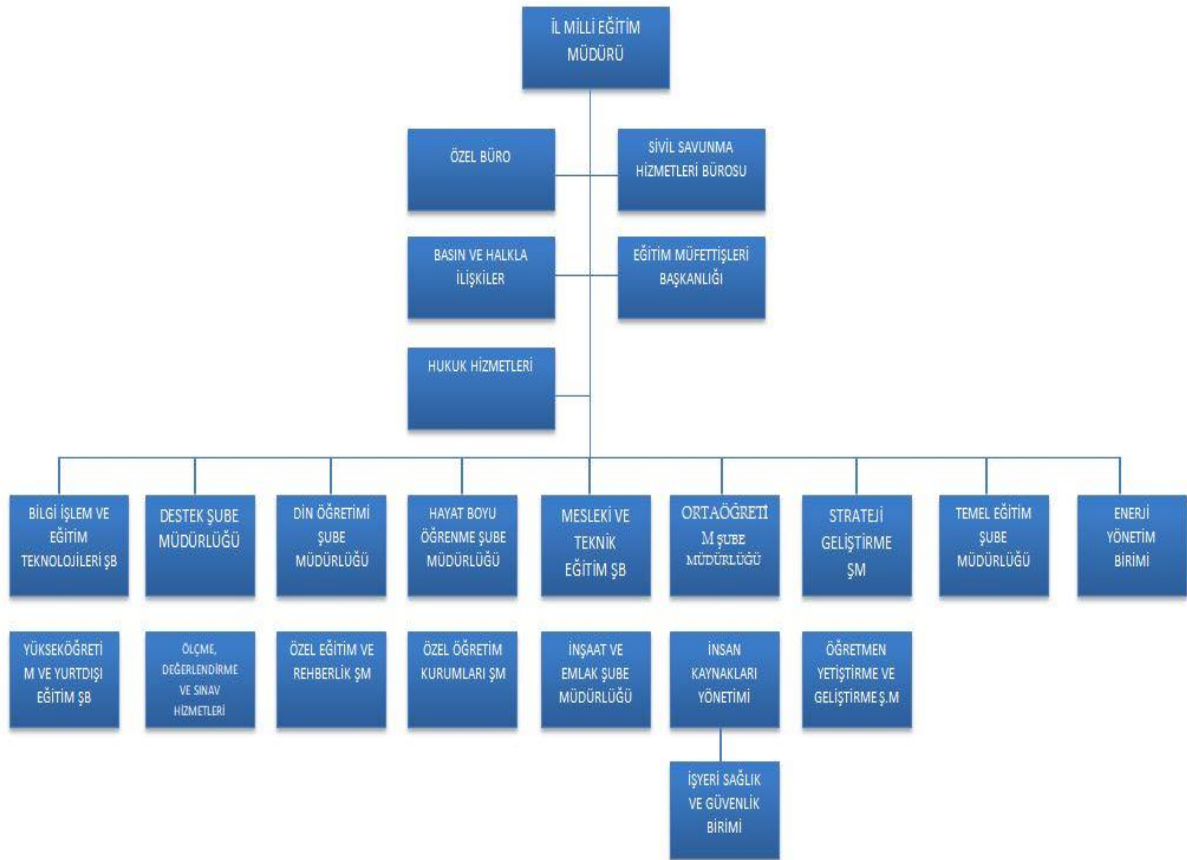 İL MİLLİ EĞİTİM
MÜDÜRÜ
ÖZEL BÜRO
SİVİL SAVUNMA
HİZMETLERİ BÜROSU
BASIN VE HALKLA
İLİŞKİLER
EĞİTİM MÜFETTİŞLERİ
BAŞKANLIĞI
HUKUK HİZMETLERİ
BİLGİ İŞLEM VE
EĞİTİM
TEKNOLOJİLERİ ŞB
DESTEK ŞUBE
MÜDÜRLÜĞÜ
DİN ÖĞRETİMİ
ŞUBE
MÜDÜRLÜĞÜ
HAYAT BOYU
ÖĞRENME ŞUBE
MÜDÜRLÜĞÜ
MESLEKİ VE
TEKNİK
EĞİTİM ŞB
ORTAÖĞRETİ
M ŞUBE
MÜDÜRLÜĞÜ
STRATEJİ
GELİŞTİRME
ŞM
TEMEL EĞİTİM
ŞUBE
MÜDÜRLÜĞÜ
ENERJİ
YÖNETİM
BİRİMİ
YÜKSEKÖĞRETİ
M VE YURTDIŞI
EĞİTİM ŞB
ÖLÇME,
DEĞERLENDİRME
VE SINAV
HİZMETLERİ
ÖZEL EĞİTİM VE
REHBERLİK ŞM
ÖZEL ÖĞRETİM
KURUMLARI ŞM
İNŞAAT VE
EMLAK ŞUBE
MÜDÜRLÜĞÜ
İNSAN
KAYNAKLARI
YÖNETİMİ
ÖĞRETMEN
YETİŞTİRME VE
GELİŞTİRME Ş.M
İŞYERİ SAĞLIK
VE GÜVENLİK
BİRİMİ